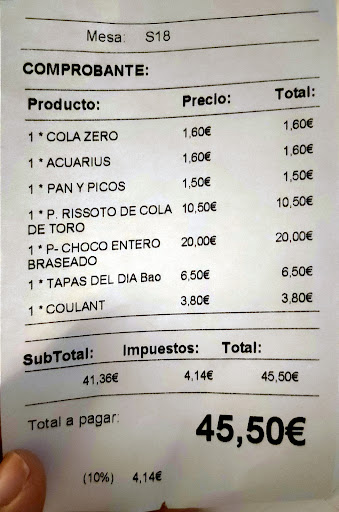 Mesa: S18
COMPROBANTE:
Producto: Precio: Total:
1 * COLA ZERO 1,60€ 1,60€
1 * ACUARIUS 1,60€ 1,60€
1 * PAN Y PICOS 1,50€ 1,50€
1 * P. RISSOTO DE COLA 10,50€ 10,50€
DE TORO
1 * P- CHOCO ENTERO 20,00€ 20,00€
BRASEADO
1 * TAPAS DEL DIA Bao 6,50€ 6,50€
1 * COULANT 3,80€ 3,80€
SubTotal: Impuestos: Total:
41,36€ 4,14€ 45,50€
Total a pagar: 45,50€
(10%) 4,14€